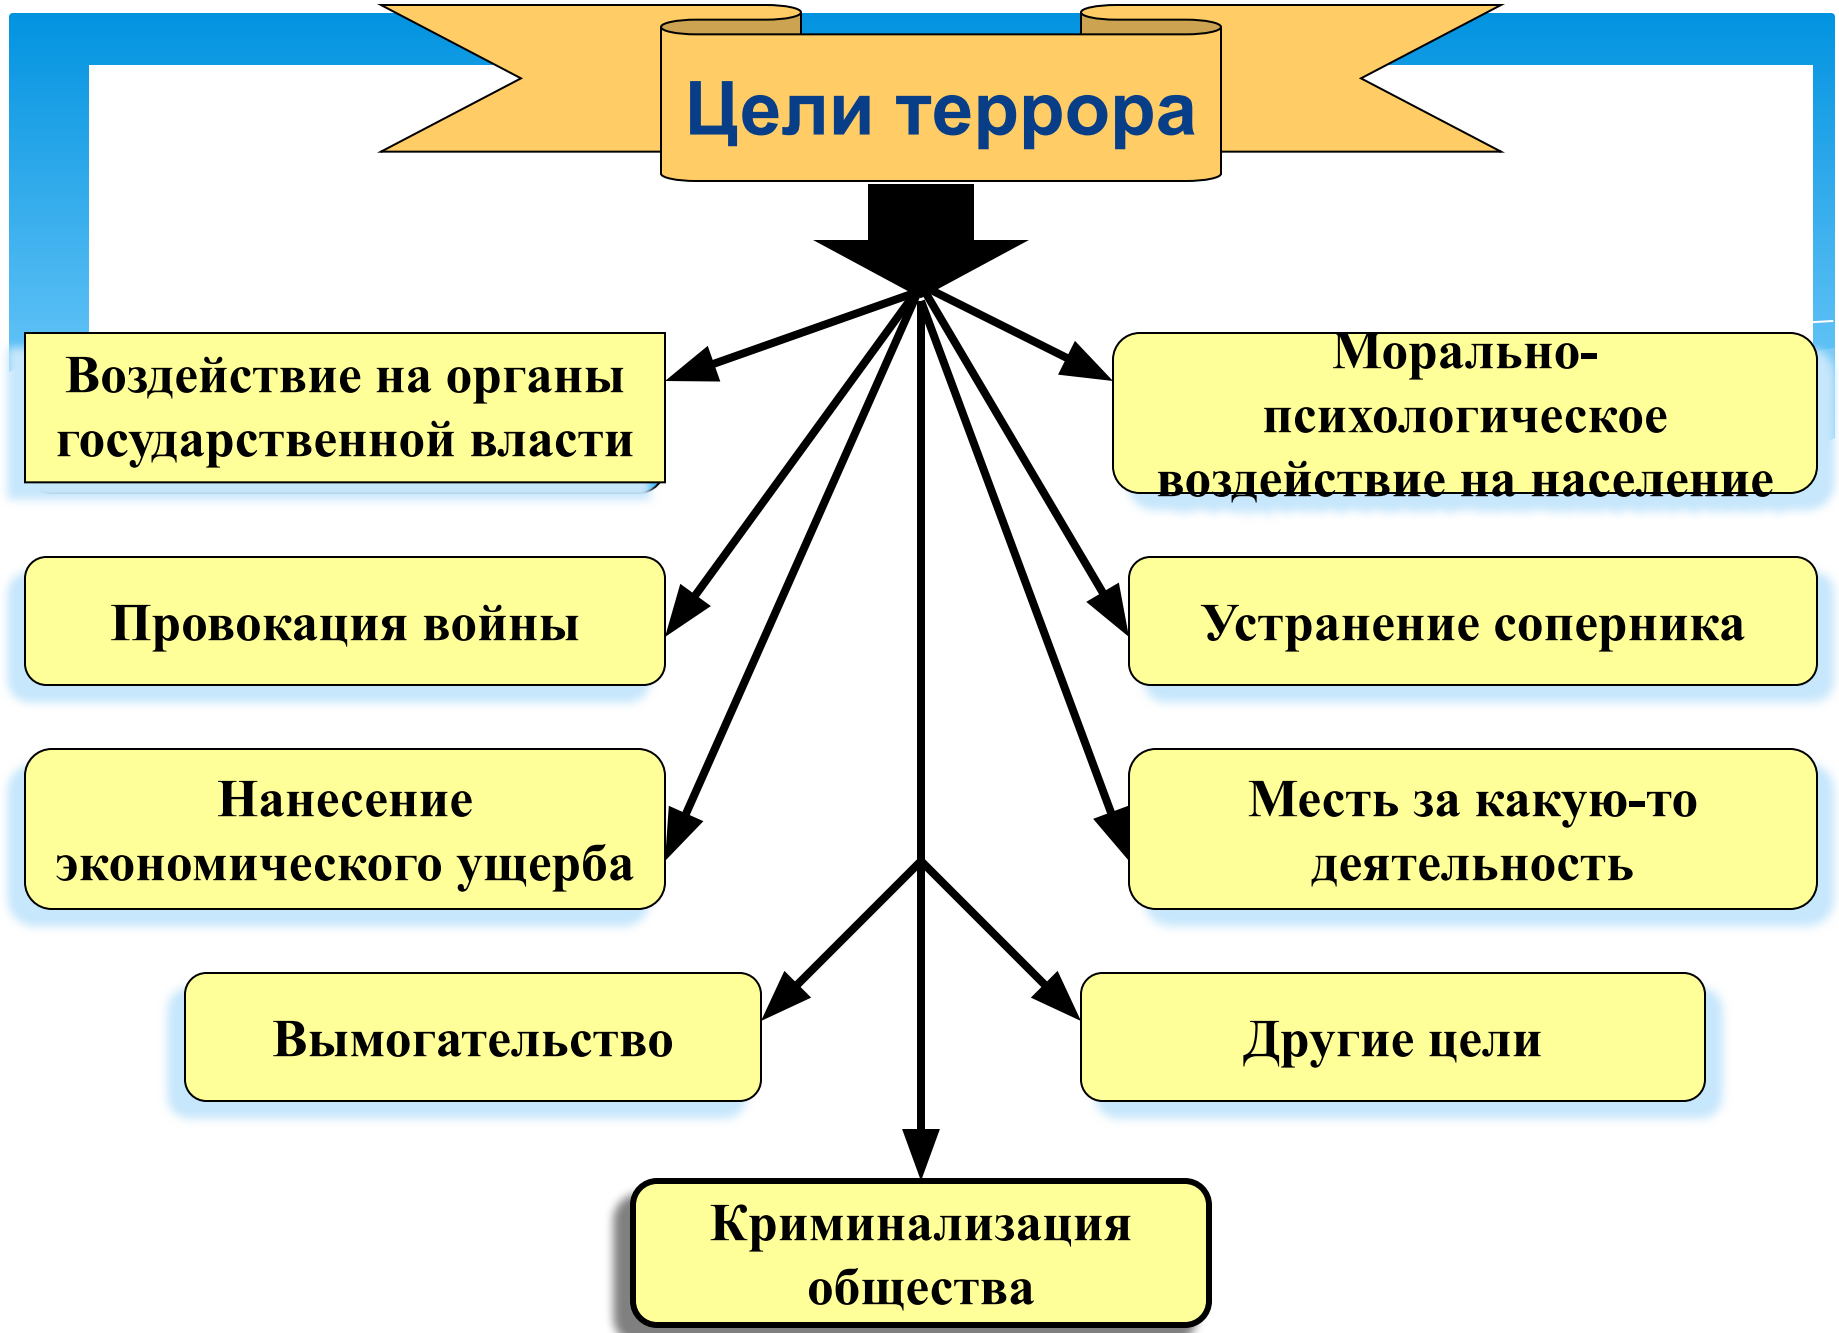 Цели террора
Воздействие на органы
государственной власти
Морально-
психологическое
воздействие на население
Провокация войны
Устранение соперника
Нанесение
экономического ущерба
Месть за какую-то
деятельность
Вымогательство
Другие цели
Криминализация
общества